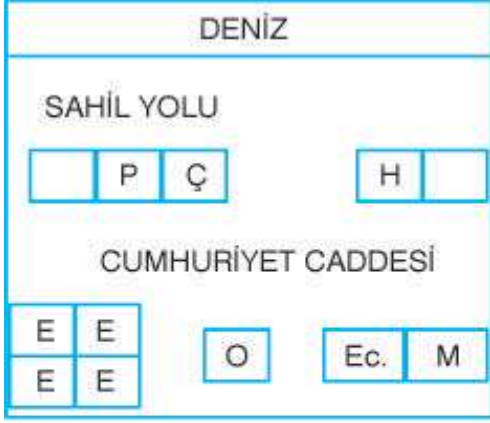 DENİZ
SAHİL YOLU
P Ç H
CUMHURİYET CADDESİ
E E
O Ec. M
E E